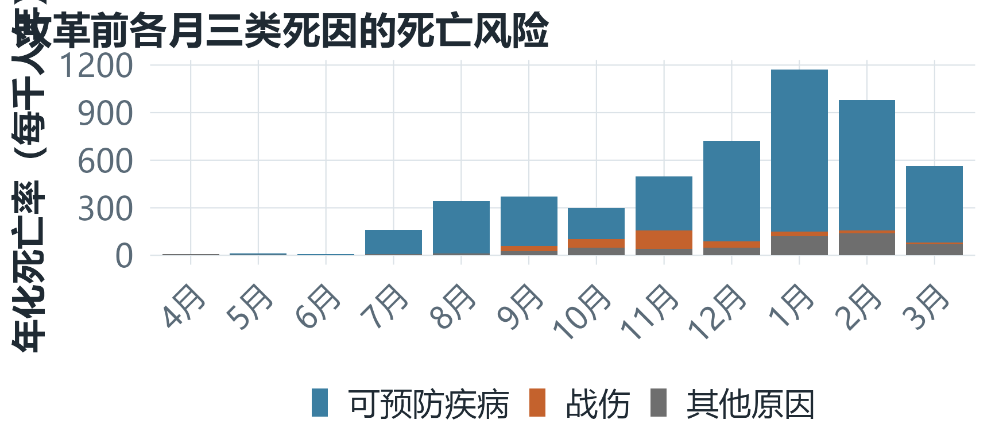 改革前各月三类死因的死亡风险
年化死亡率（每千人年）
1200
900
600
300
0
4月
5月
6月
7月
8月
9月
10月
11月
12月
1月
2月
3月
可预防疾病
战伤
其他原因